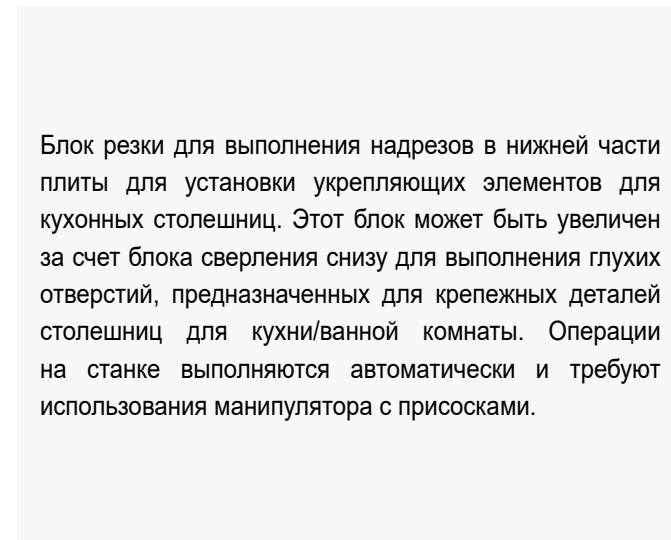 Блок резки для выполнения надрезов в нижней части
плиты для установки укрепляющих элементов для
кухонных столешниц. Этот блок может быть увеличен
за счет блока сверления снизу для выполнения глухих
отверстий, предназначенных для крепежных деталей
столешниц для кухни/ванной комнаты. Операции
на станке выполняются автоматически и требуют
использования манипулятора с присосками.